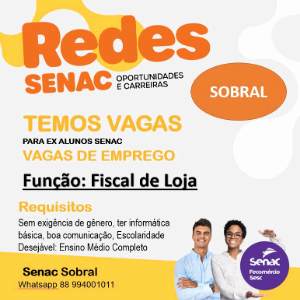 Redes
SENAC OPORTUNIDADES
E CARREIRAS
SOBRAL
TEMOS VAGAS
PARA EX ALUNOS SENAC
VAGAS DE EMPREGO
Função: Fiscal de Loja
Requisitos
Sem exigência de gênero, ter informática
básica, boa comunicação, Escolaridade
Desejável: Ensino Médio Completo
Senac Sobral
Whatsapp 88 994001011
Senac
Fecomércio
Sesc